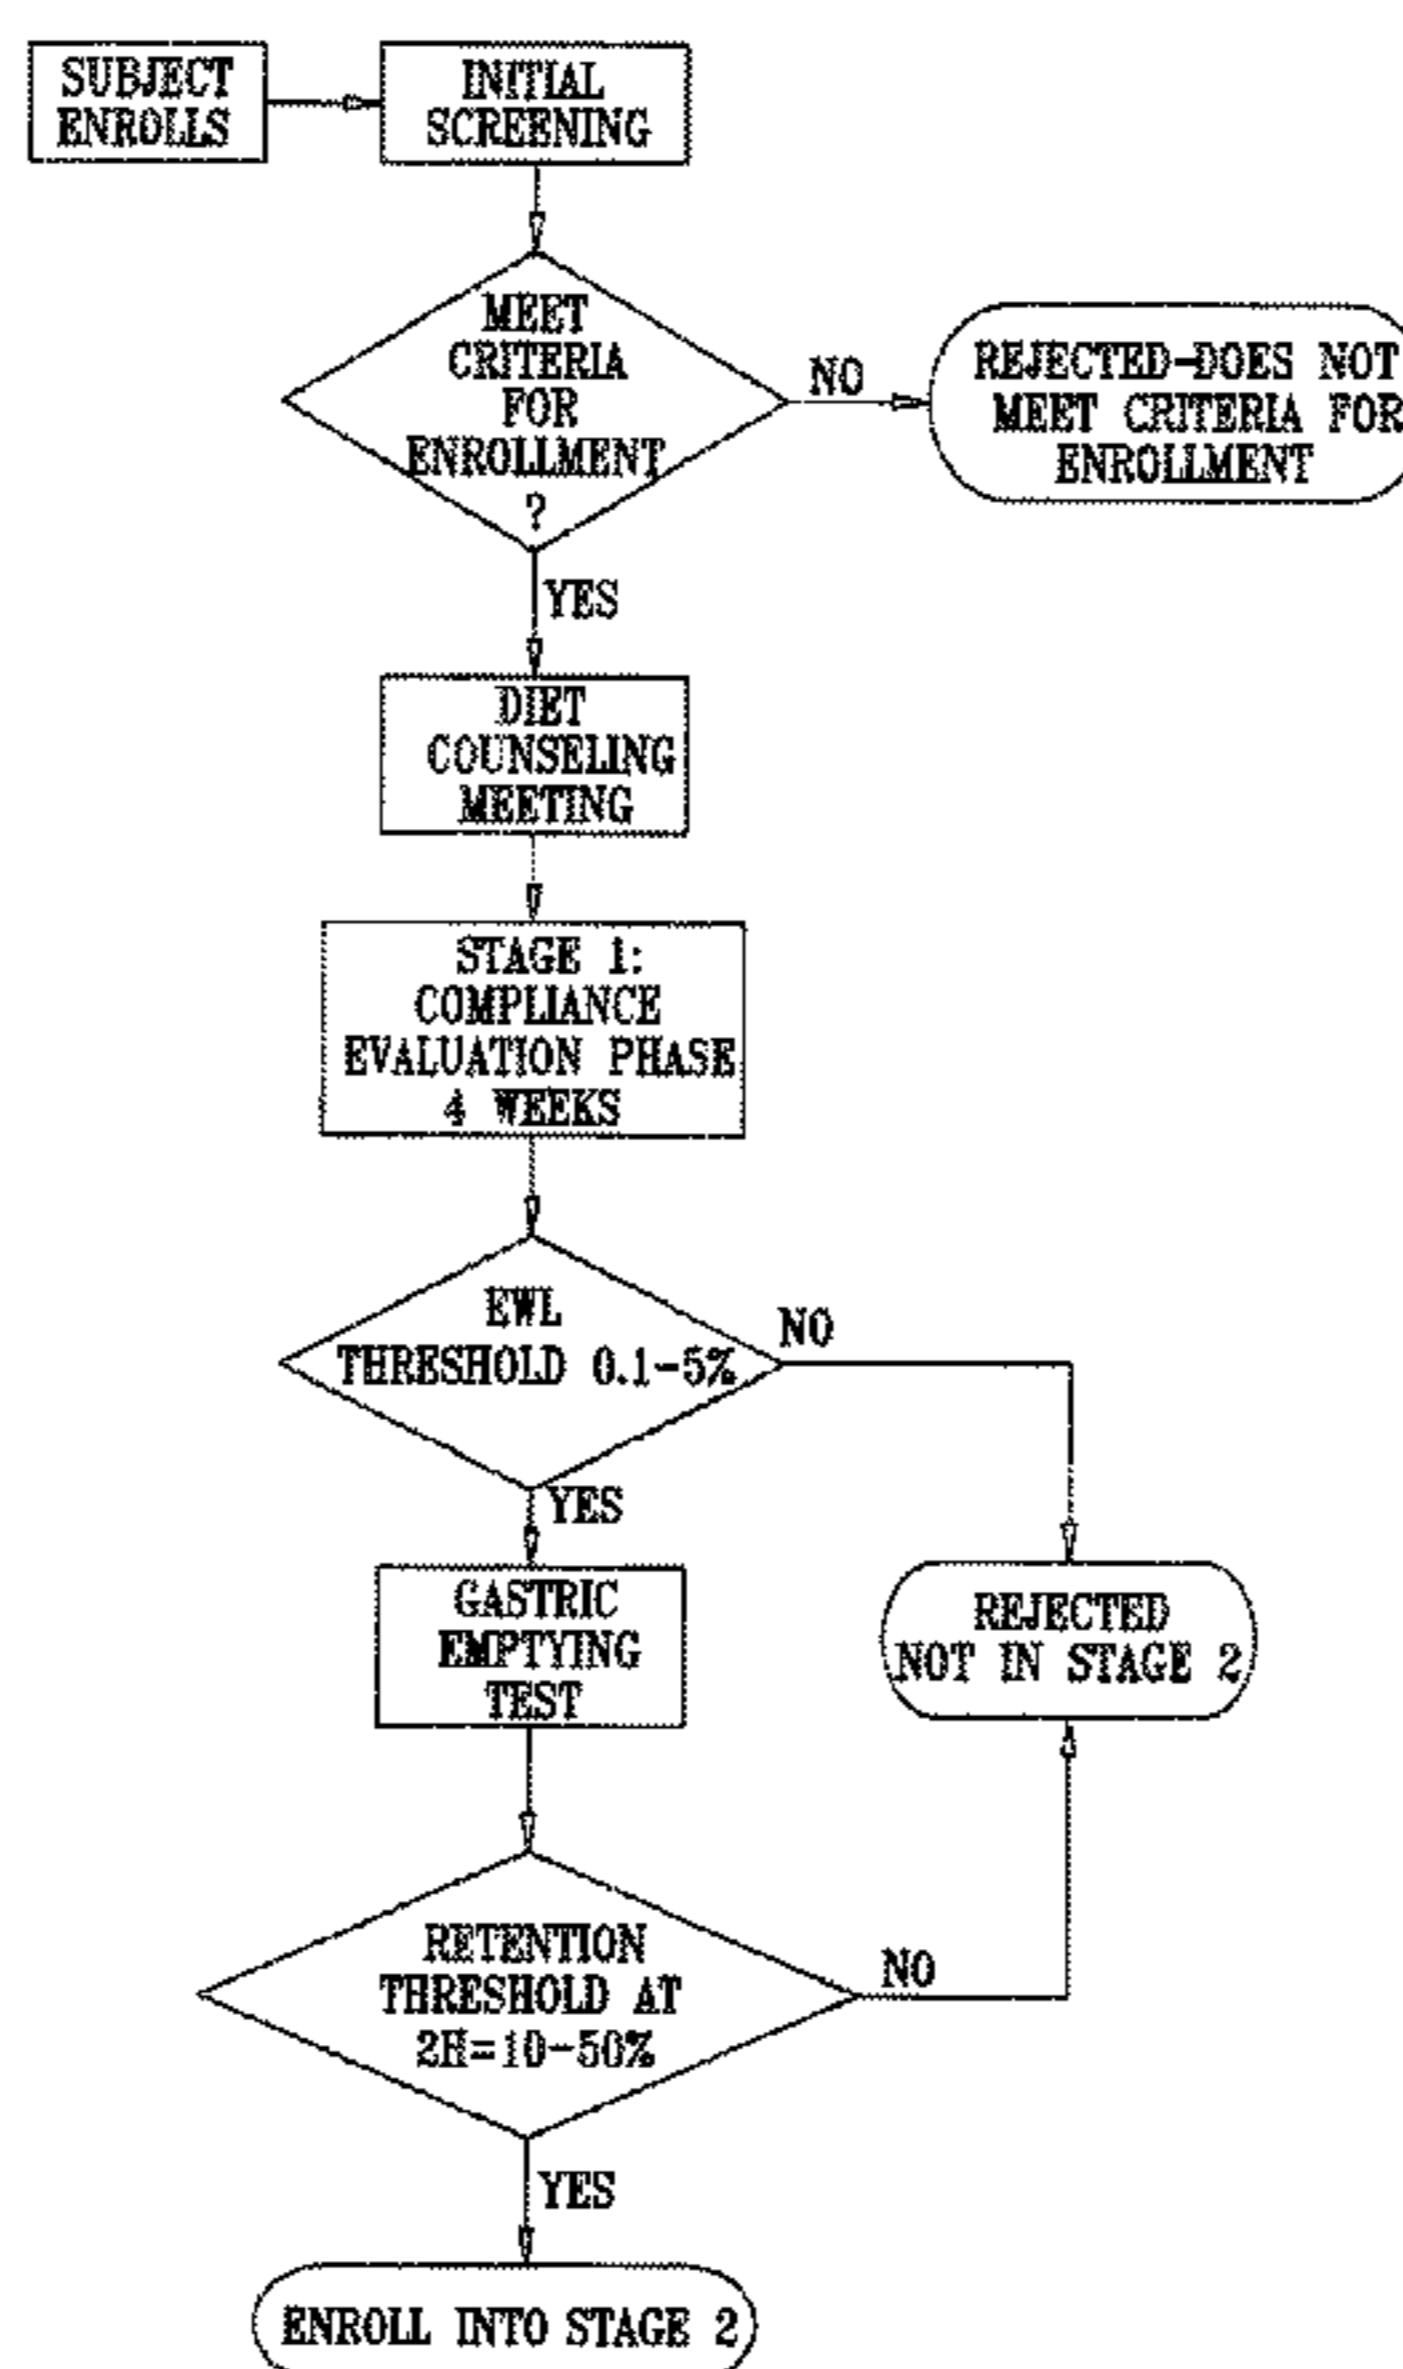 SUBJECT
ENROLLS
INITIAL
SCREENING
MEET
CRITERIA
FOR
ENROLLMENT
?
NO
REJECTED-DOES NOT
MEET CRITERIA FOR
ENROLLMENT
YES
DIET
COUNSELING
MEETING
STAGE 1:
COMPLIANCE
EVALUATION PHASE
4 WEEKS
EWL
THRESHOLD 0.1-5%
NO
YES
GASTRIC
EMPTYING
TEST
REJECTED
NOT IN STAGE 2
RETENTION
THRESHOLD AT
2H=10-50%
NO
YES
ENROLL INTO STAGE 2